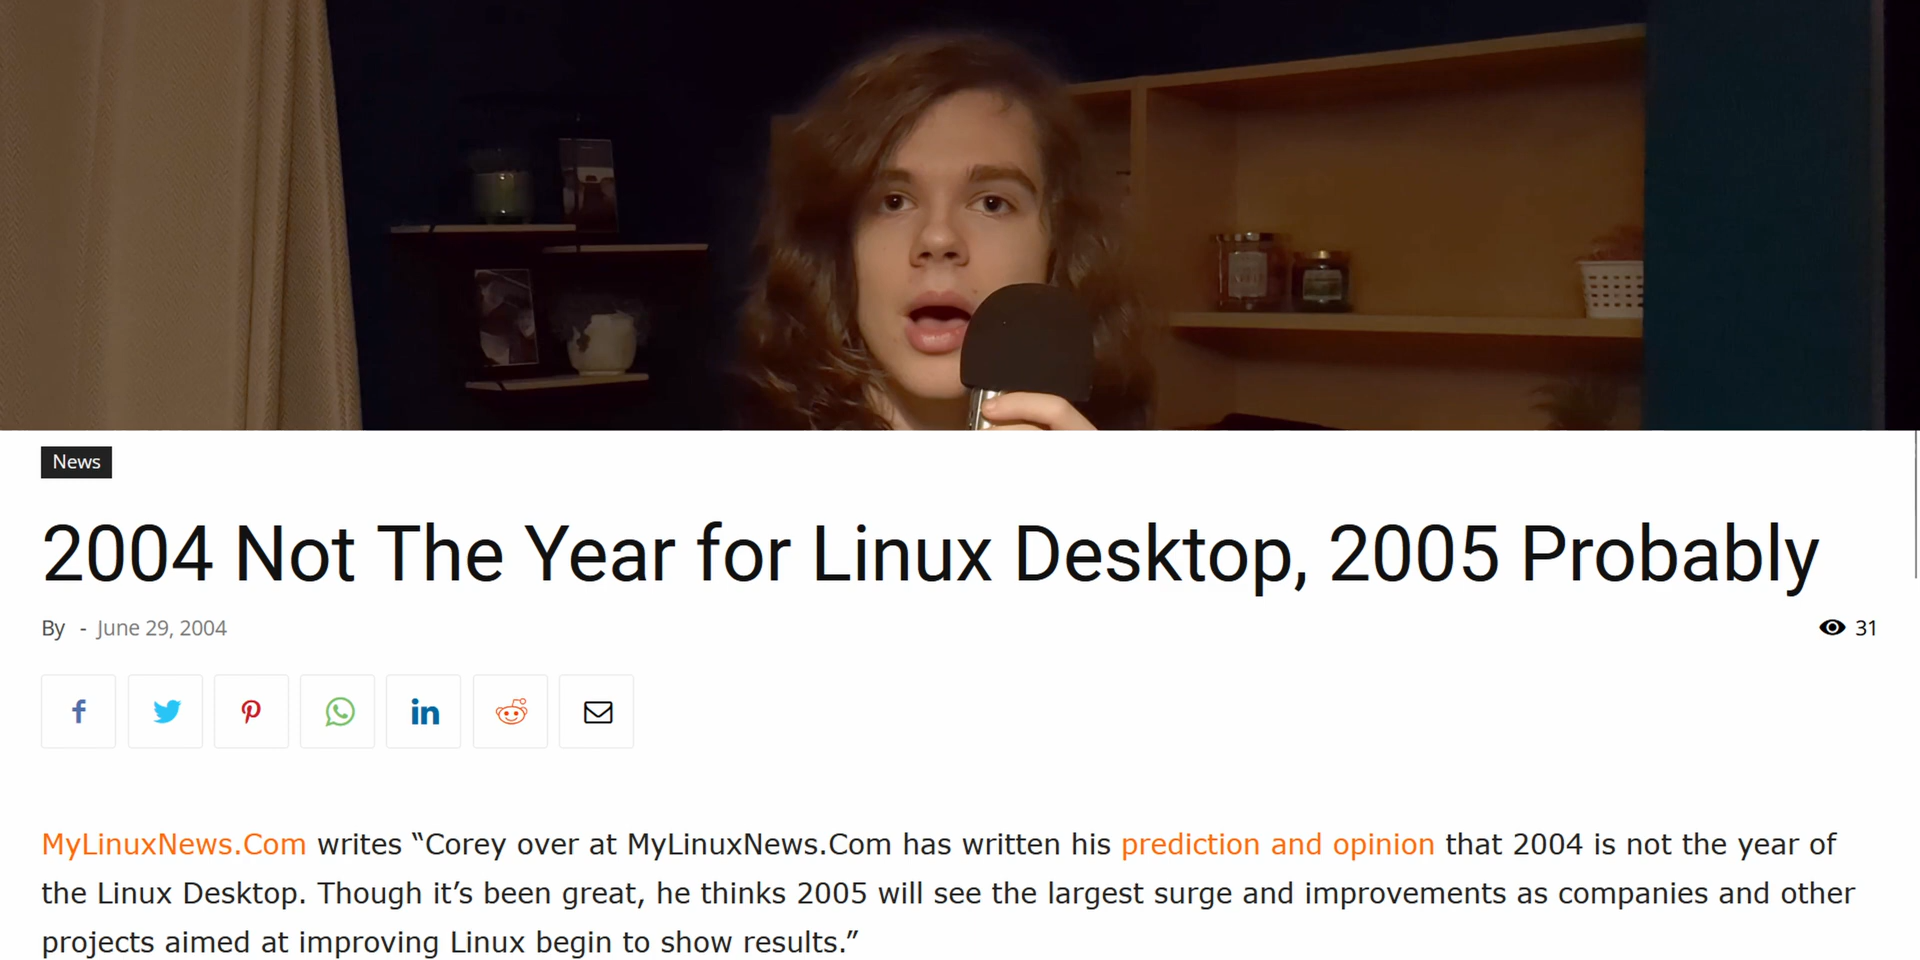 News
2004 Not The Year for Linux Desktop, 2005 Probably
By - June 29, 2004
31
MyLinuxNews.Com writes “Corey over at MyLinuxNews.Com has written his prediction and opinion that 2004 is not the year of
the Linux Desktop. Though it’s been great, he thinks 2005 will see the largest surge and improvements as companies and other
projects aimed at improving Linux begin to show results.”